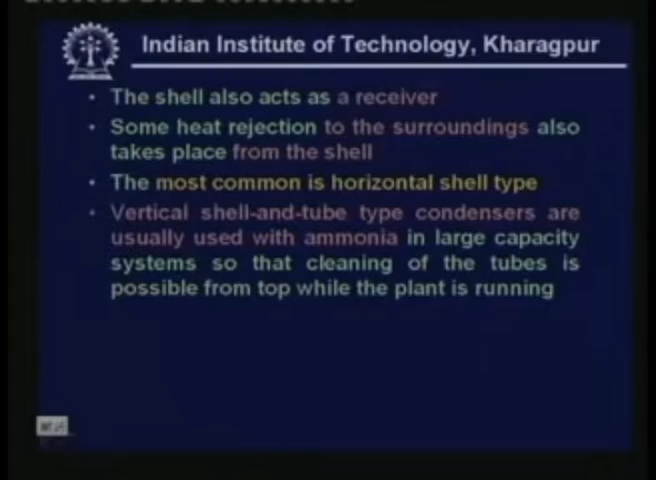 Indian Institute of Technology, Kharagpur
• The shell also acts as a receiver
• Some heat rejection to the surroundings also
takes place from the shell
• The most common is horizontal shell type
• Vertical shell-and-tube type condensers are
usually used with ammonia in large capacity
systems so that cleaning of the tubes is
possible from top while the plant is running